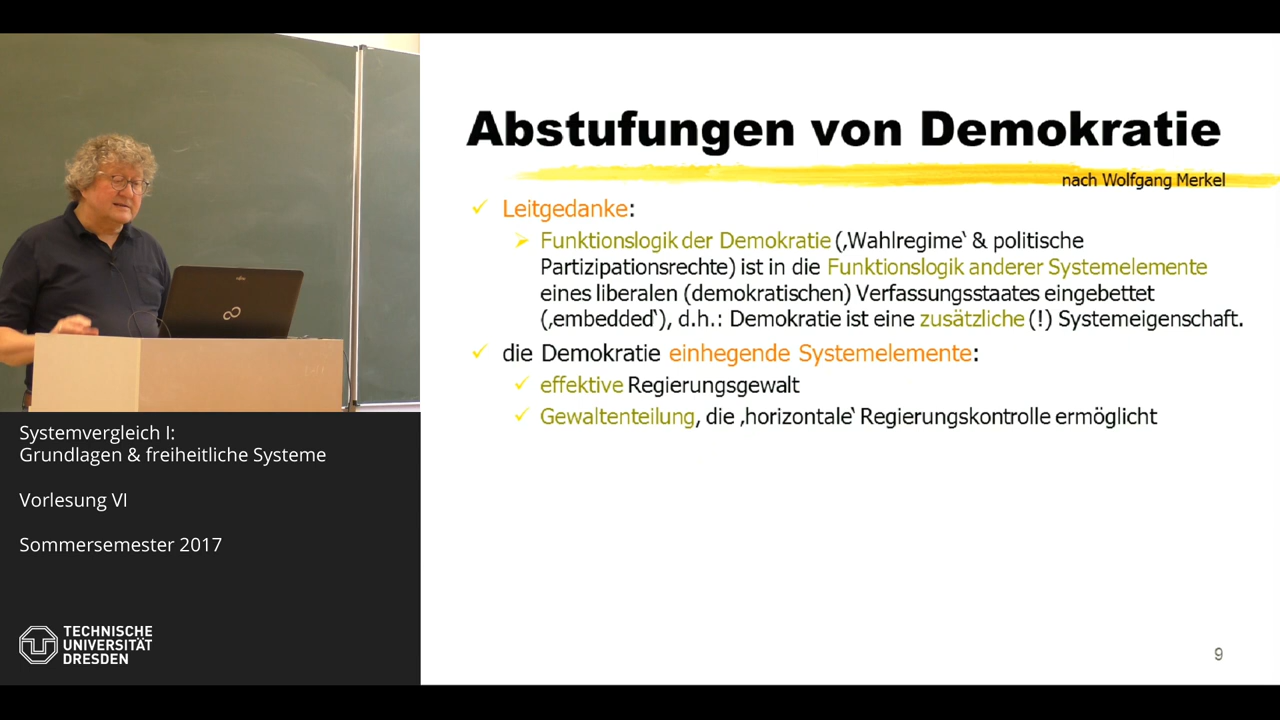 Abstufungen von Demokratie
nach Wolfgang Merkel
Leitgedanke:
Funktionslogik der Demokratie (‚Wahlregime‘ & politische
Partizipationsrechte) ist in die Funktionslogik anderer Systemelemente
eines liberalen (demokratischen) Verfassungsstaates eingebettet
(‚embedded‘), d.h.: Demokratie ist eine zusätzliche (!) Systemeigenschaft.
die Demokratie einhegende Systemelemente:
effektive Regierungsgewalt
Gewaltenteilung, die ‚horizontale‘ Regierungskontrolle ermöglicht
9
Systemvergleich I:
Grundlagen & freiheitliche Systeme
Vorlesung VI
Sommersemester 2017
TECHNISCHE
UNIVERSITÄT
DRESDEN